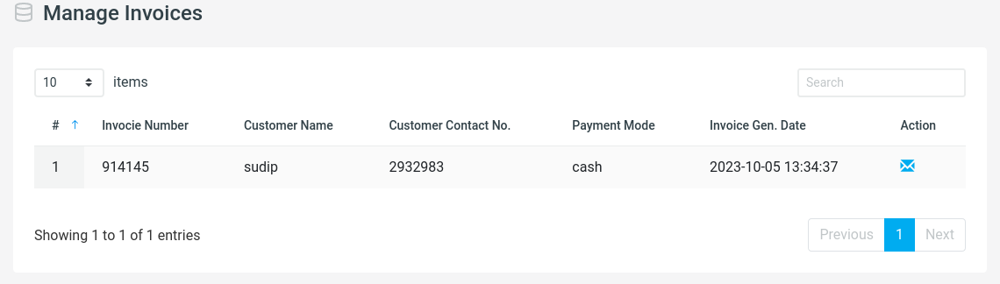 Manage Invoices
10 items Search
# ↑ Invocie Number Customer Name Customer Contact No. Payment Mode Invoice Gen. Date Action
1 914145 sudip 2932983 cash 2023-10-05 13:34:37
Showing 1 to 1 of 1 entries Previous 1 Next